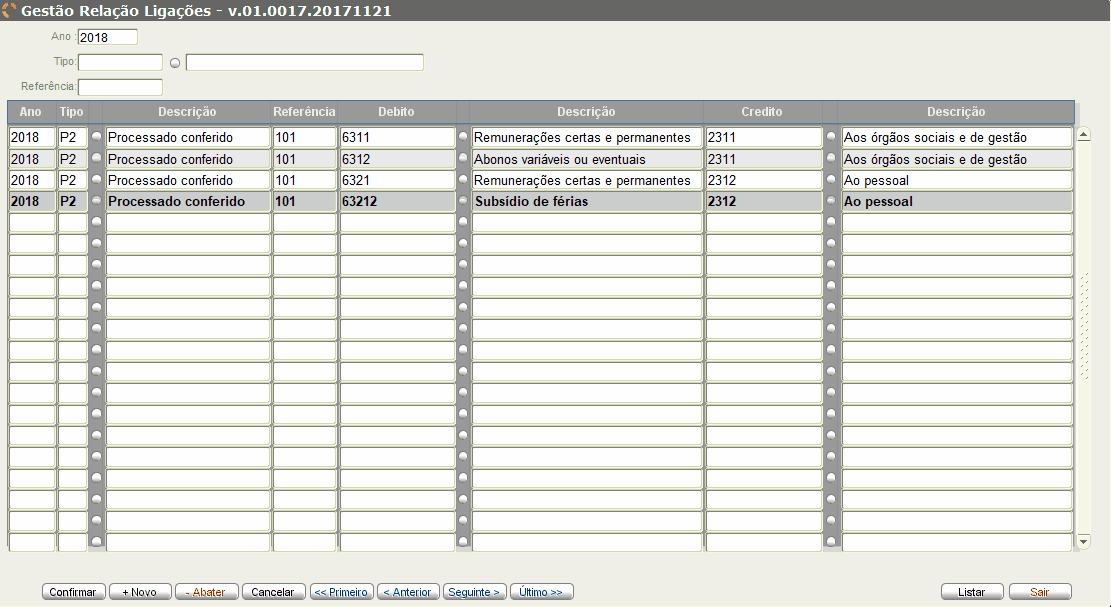 Gestão Relação Ligações - v.01.0017.20171121
Ano : 2018
Tipo:
Referência:
Ano Tipo Descrição Referência Debito Descrição Credito Descrição
2018 P2 Processado conferido 101 6311 Remunerações certas e permanentes 2311 Aos órgãos sociais e de gestão
2018 P2 Processado conferido 101 6312 Abonos variáveis ou eventuais 2311 Aos órgãos sociais e de gestão
2018 P2 Processado conferido 101 6321 Remunerações certas e permanentes 2312 Ao pessoal
2018 P2 Processado conferido 101 63212 Subsídio de férias 2312 Ao pessoal
Confirmar + Novo - Abater Cancelar << Primeiro < Anterior Seguinte > Último >> Listar Sair